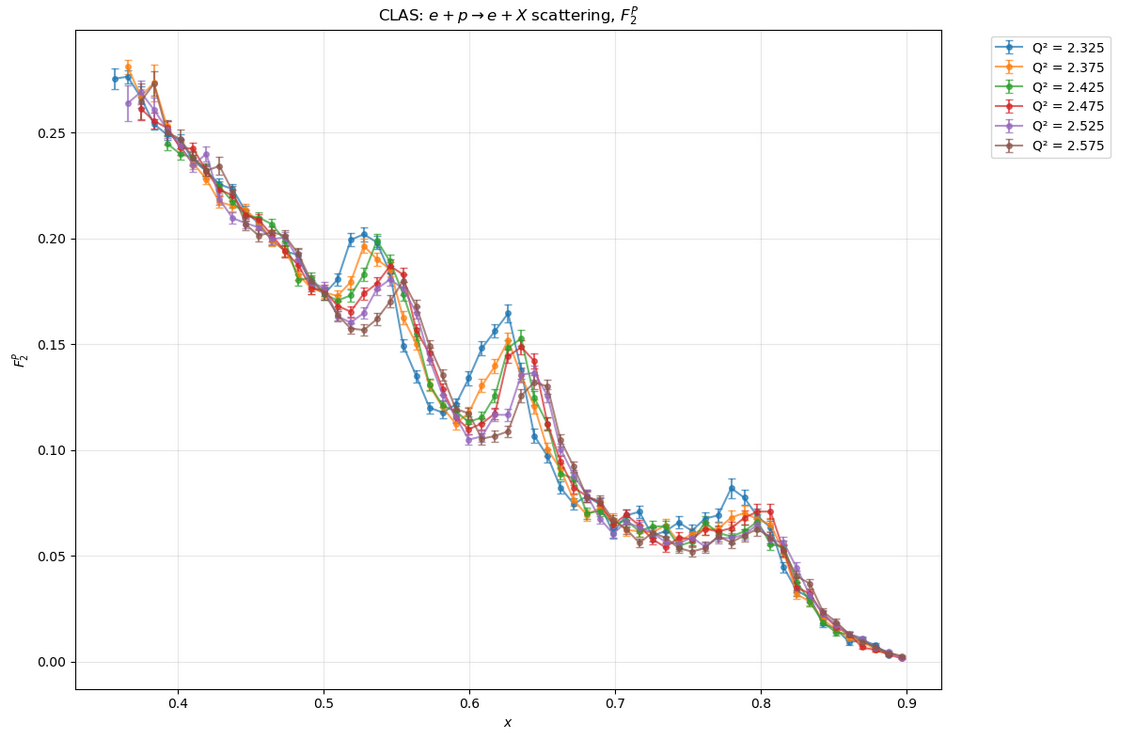 CLAS: e + p → e + X scattering, F₂ᵖ
Q² = 2.325
Q² = 2.375
Q² = 2.425
Q² = 2.475
Q² = 2.525
Q² = 2.575
F₂ᵖ
0.25
0.20
0.15
0.10
0.05
0.00
0.4 0.5 0.6 0.7 0.8 0.9
x